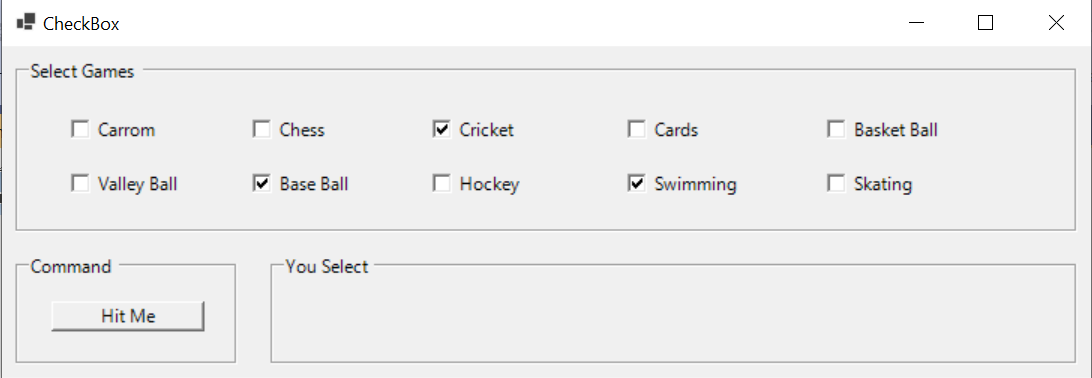 CheckBox
Select Games
Carrom Chess Cricket Cards Basket Ball
Valley Ball Base Ball Hockey Swimming Skating
Command You Select
Hit Me